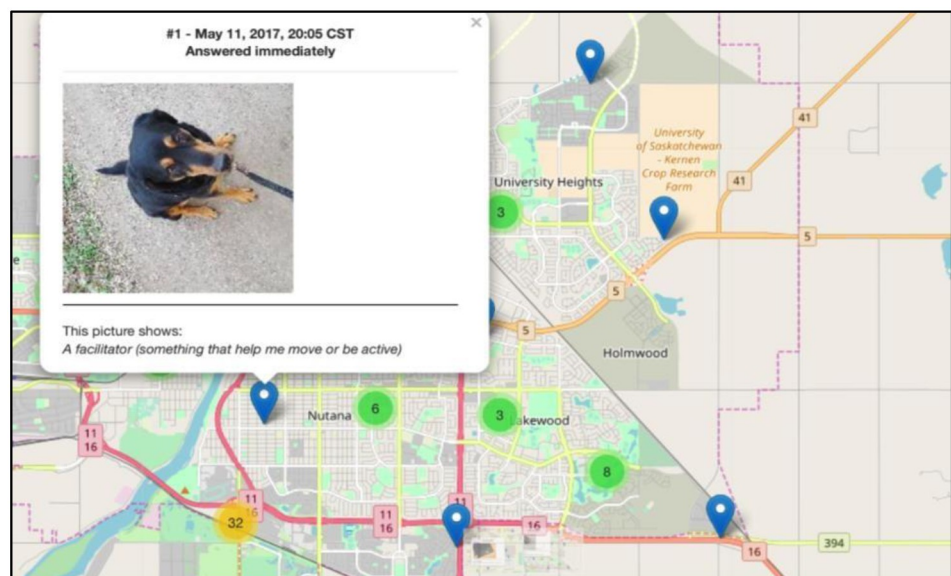 #1 - May 11, 2017, 20:05 CST
Answered immediately
×
This picture shows:
A facilitator (something that help me move or be active)
41
University
of Saskatchewan
- Kernen
Crop Research
Farm
41
University Heights
3
5
5
5
Holmwood
Nutana
6
3
Lakewood
11
16
8
11
16
32
11
16
11
16
16
394